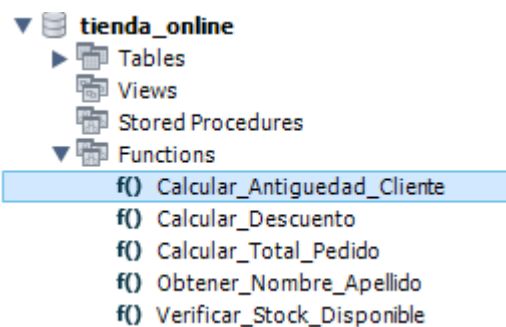 tienda_online
Tables
Views
Stored Procedures
Functions
f() Calcular_Antiguedad_Cliente
f() Calcular_Descuento
f() Calcular_Total_Pedido
f() Obtener_Nombre_Apellido
f() Verificar_Stock_Disponible